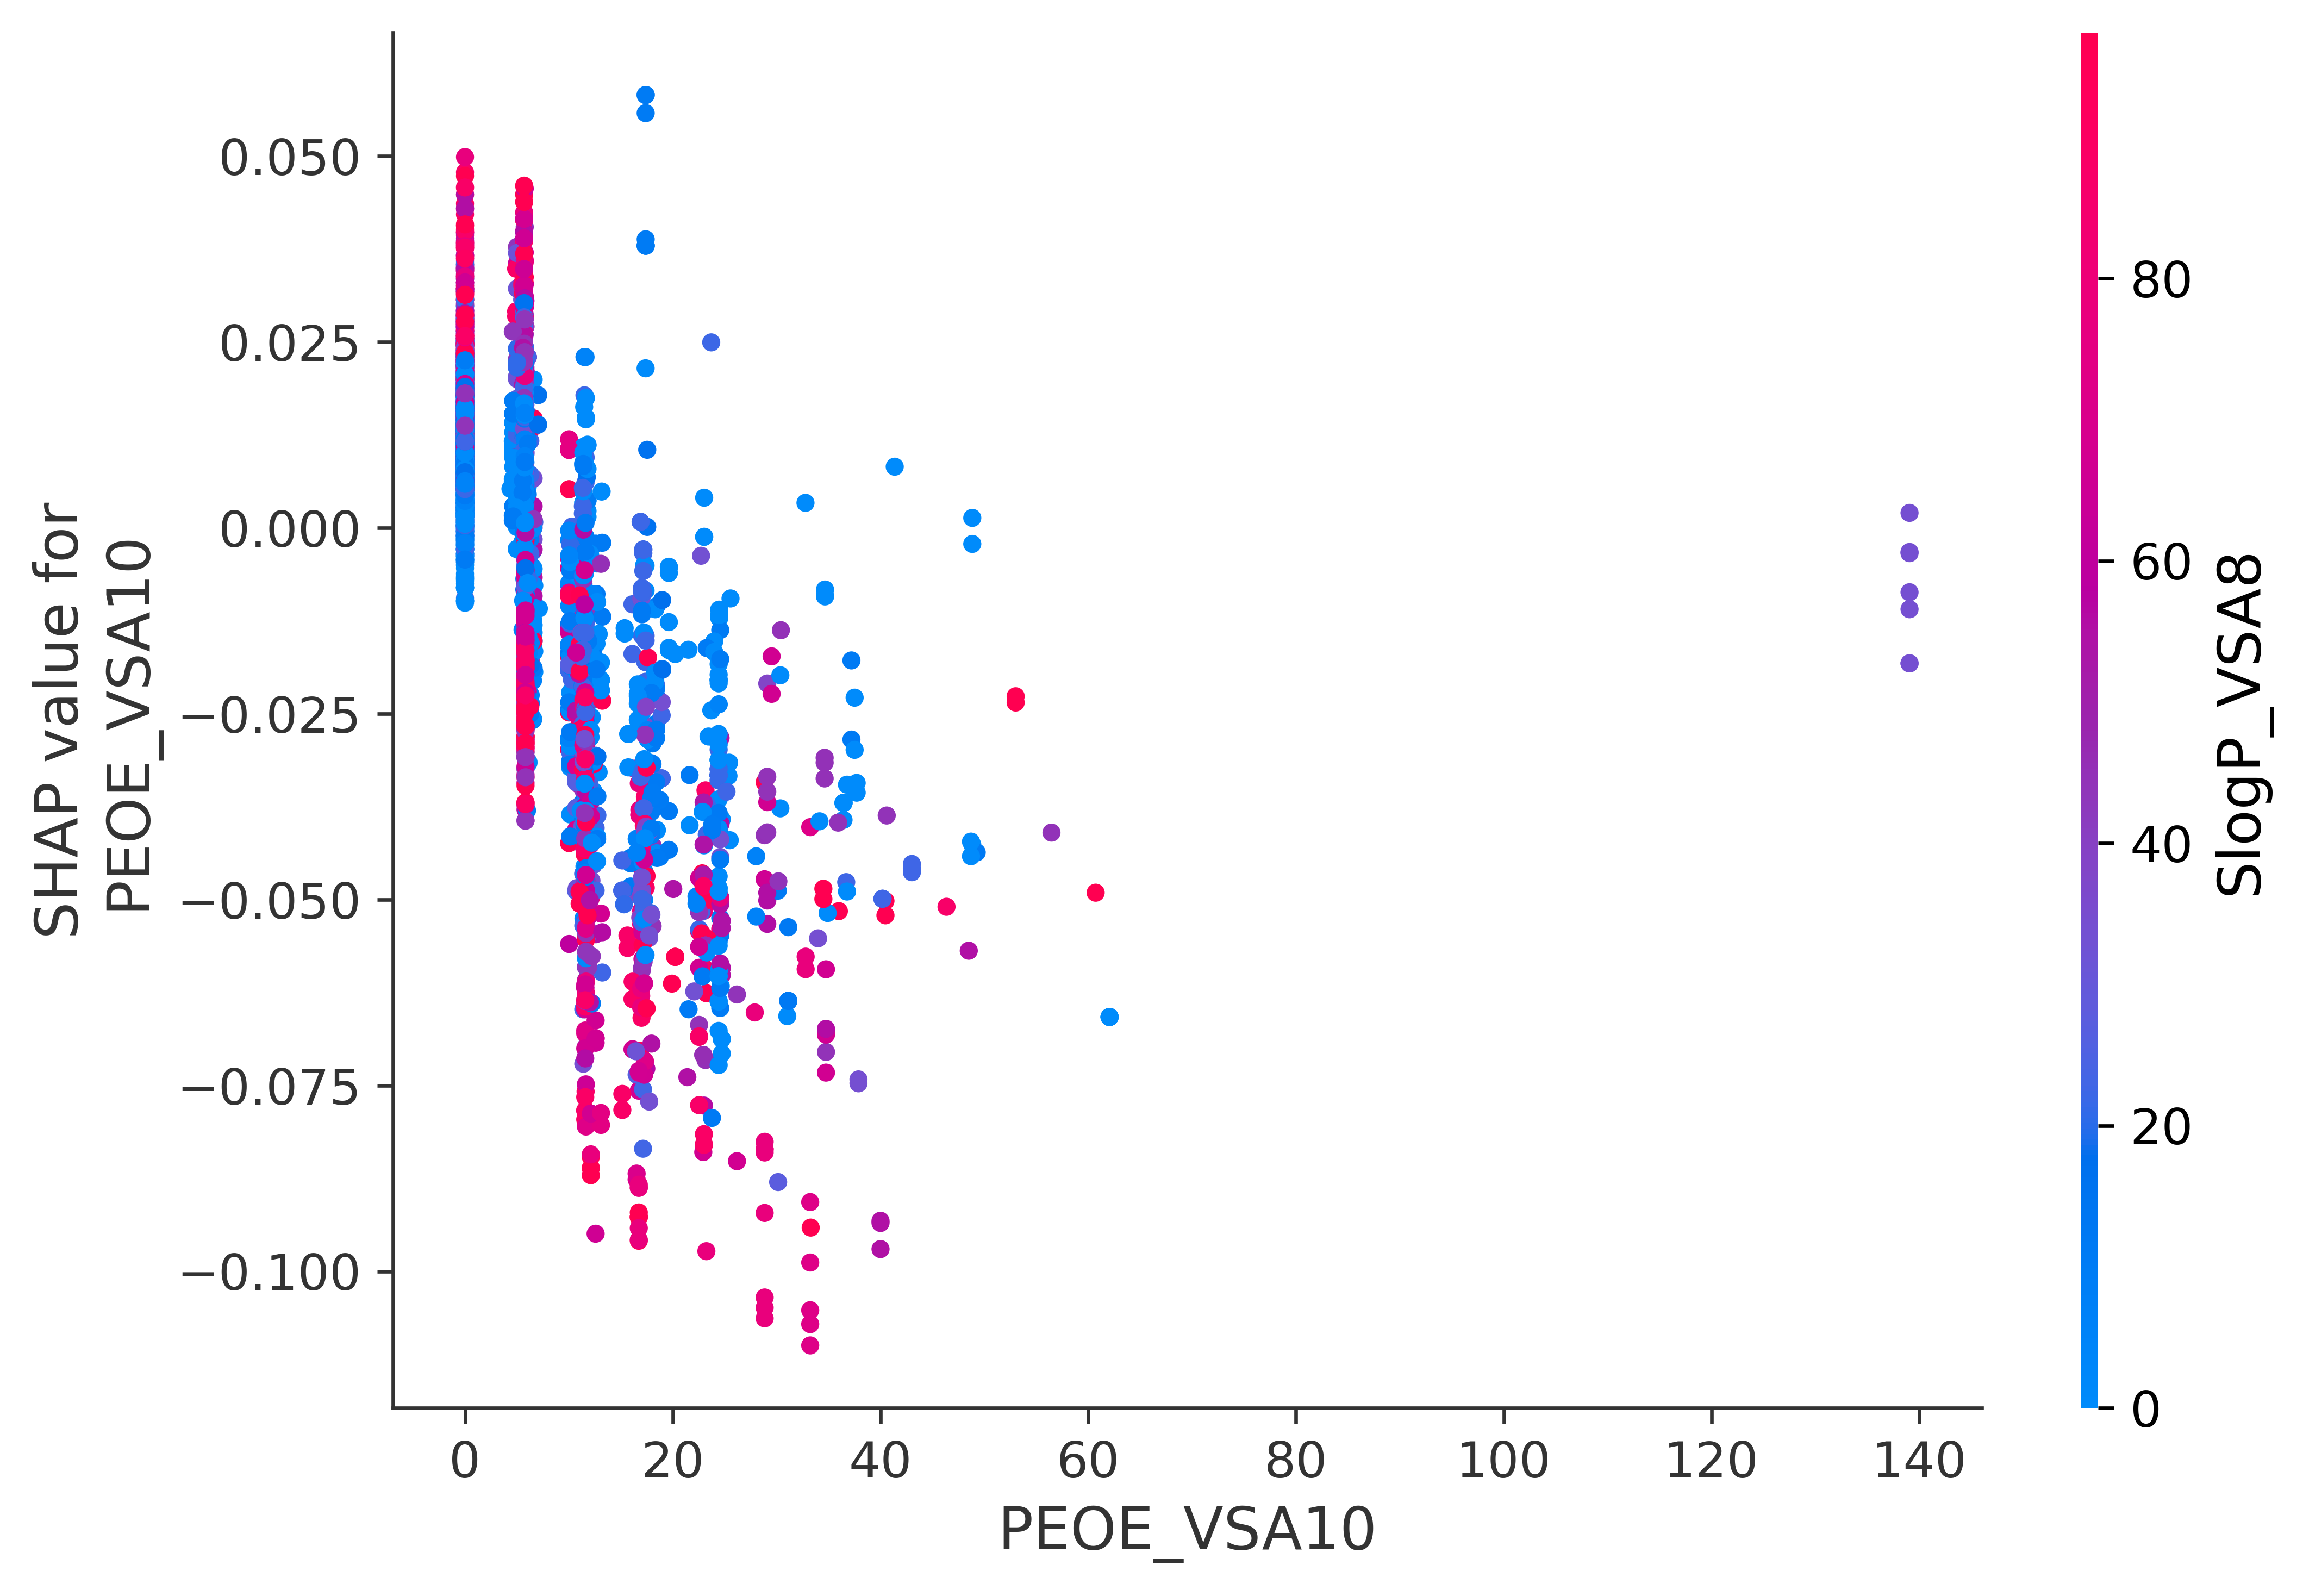 SHAP value for
PEOE_VSA10
0.050
0.025
0.000
−0.025
−0.050
−0.075
−0.100
0 20 40 60 80 100 120 140
PEOE_VSA10
80
60
40
20
0
SlogP_VSA8